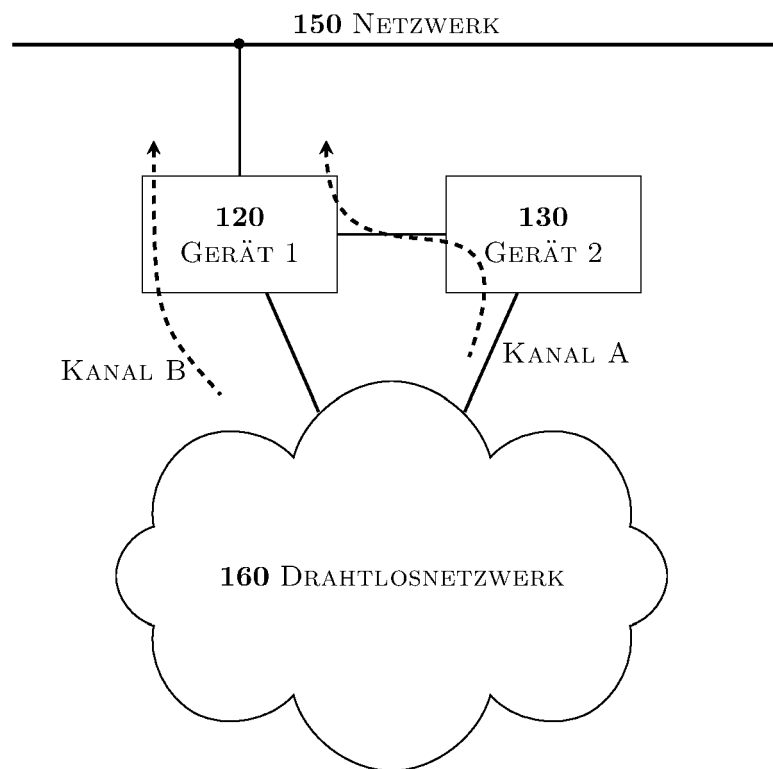 150 Netzwerk
120
Gerät 1
130
Gerät 2
Kanal B
Kanal A
160 Drahtlosnetzwerk